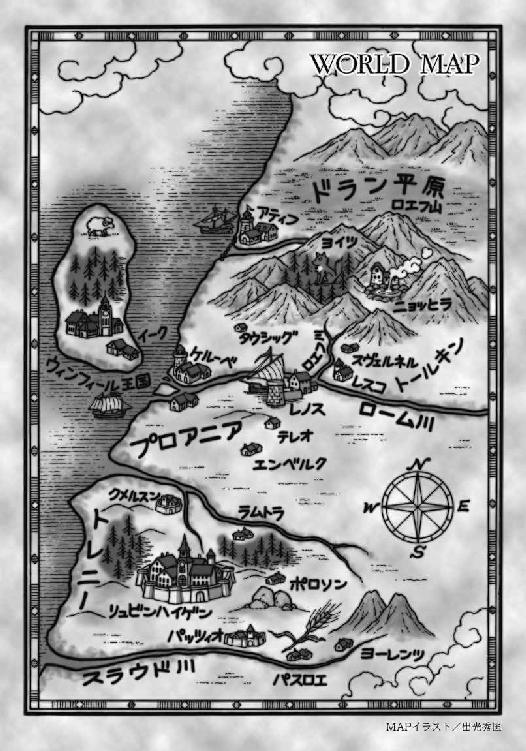 WORLD MAP
ドラン平原
ロエフ山
アティフ
ヨイツ
ニョッヒラ
タウシッグ
ロエフ川
スヴェルネル
イーク
ケルーベ
レスコ
トールキン
ウィンフィール王国
レノス
ローム川
プロアニア
テレオ
エンベルク
N
W
E
S
クメルスン
ラムトラ
トレニー
ポロソン
リュビンハイゲン
パッツィオ
ヨーレンツ
スラウド川
パスロエ
MAPイラスト/出光秀匡